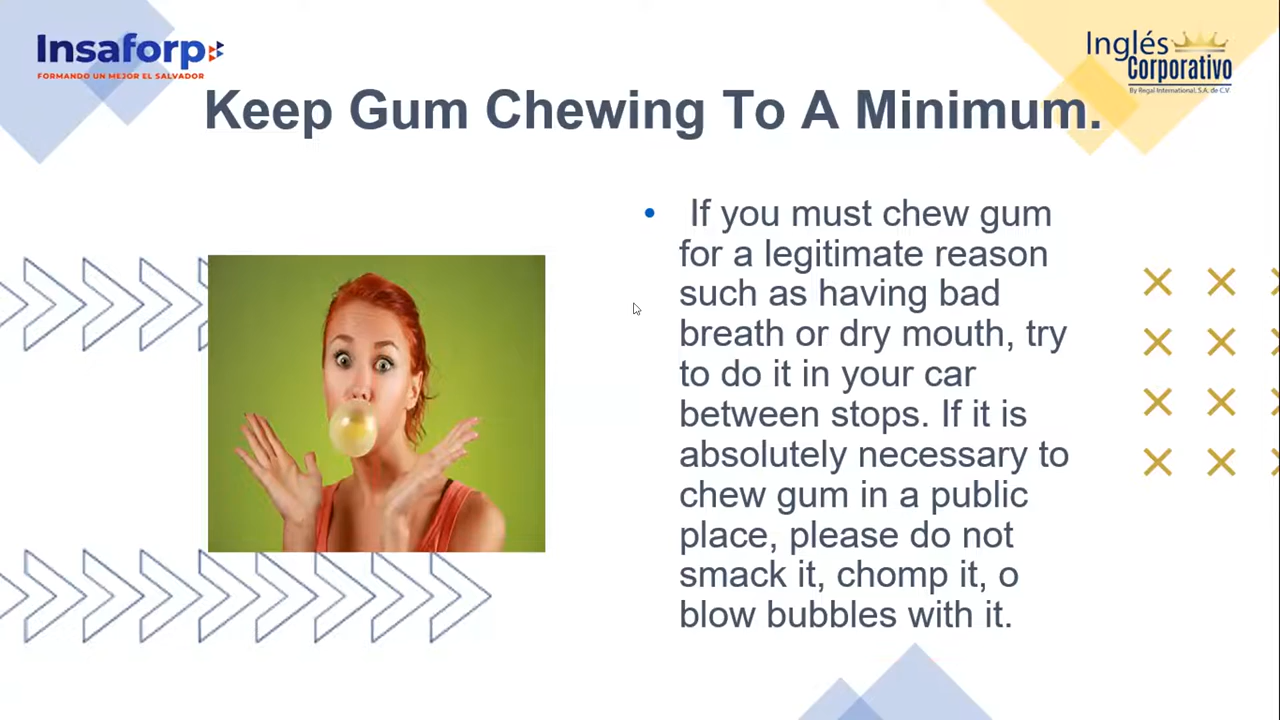 Insaforp
FORMANDO UN MEJOR EL SALVADOR
Inglés
Corporativo
By Regal International, S.A. de C.V.
Keep Gum Chewing To A Minimum.
• If you must chew gum
for a legitimate reason
such as having bad
breath or dry mouth, try
to do it in your car
between stops. If it is
absolutely necessary to
chew gum in a public
place, please do not
smack it, chomp it, o
blow bubbles with it.